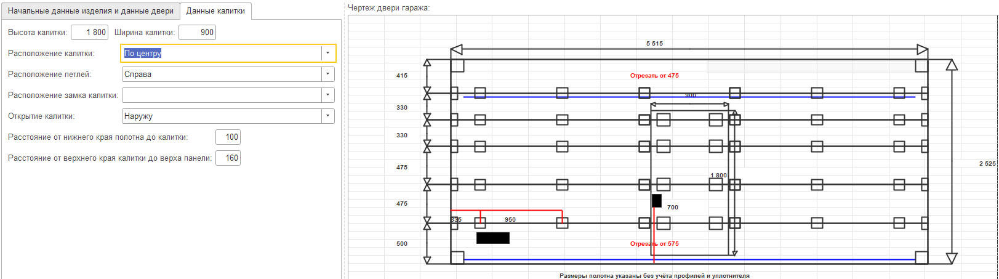 Начальные данные изделия и данные двери
Данные калитки
Высота калитки: 1 800 Ширина калитки: 900
Расположение калитки: По центру
Расположение петлей: Справа
Расположение замка калитки:
Открытие калитки: Наружу
Расстояние от нижнего края полотна до калитки: 100
Расстояние от верхнего края калитки до верха панели: 160
Чертеж двери гаража:
5 515
415
Отрезать от 475
900
330
330
475
2 525
1 800
475
700
335
950
500
Отрезать от 575
Размеры полотна указаны без учёта профилей и уплотнителя